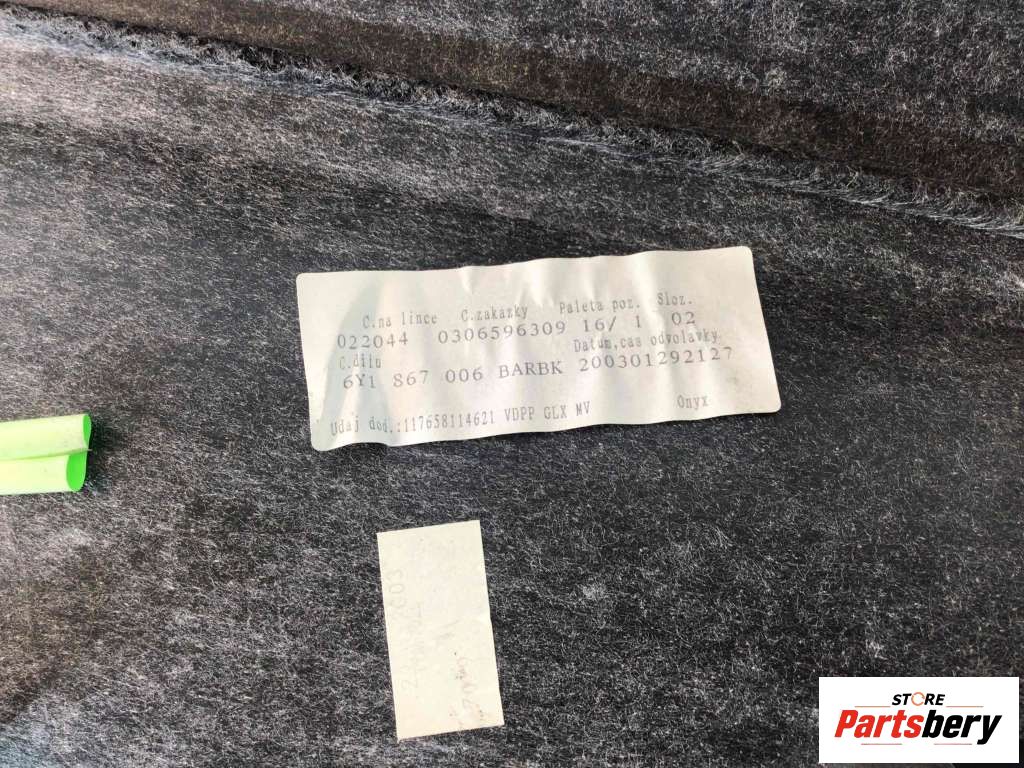 C.na lince C.zakazky Paleta poz. Sloz.
022044 0306596309 16/ 1 02
C.dilu Datum,cas odvolavky
6Y1 867 006 BARBK 200301292127
Udaj dod.:117658114621 VDPP GLX MV Onyx
STORE
Partsbery